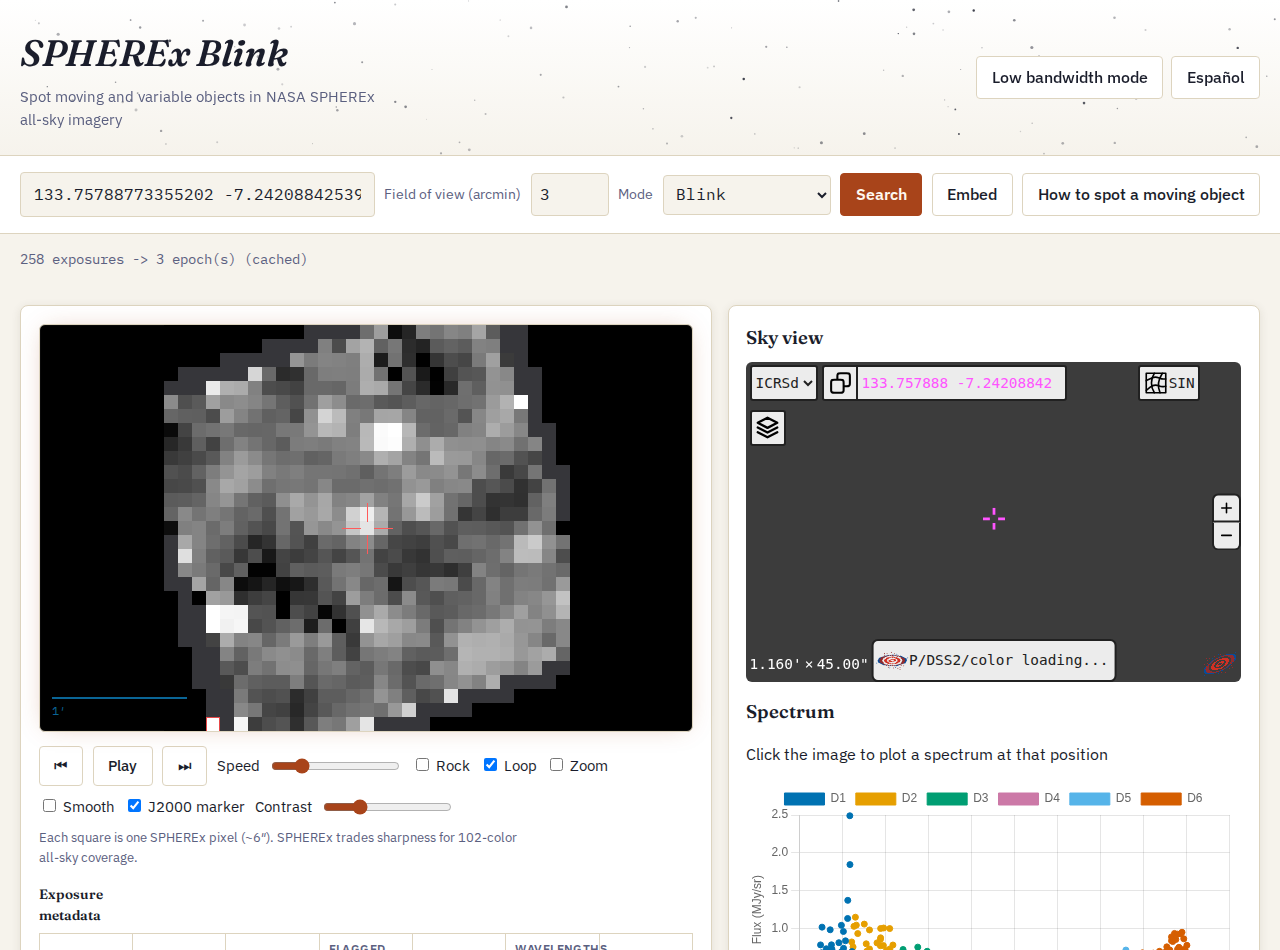 SPHEREx Blink
Spot moving and variable objects in NASA SPHEREx
all-sky imagery
Low bandwidth mode
Español
133.75788773355202 -7.2420884253
Field of view (arcmin)
3
Mode
Blink
Search
Embed
How to spot a moving object
258 exposures -> 3 epoch(s) (cached)
1'
⏮
Play
⏭
Speed
Rock
Loop
Zoom
Smooth
J2000 marker
Contrast
Each square is one SPHEREx pixel (~6″). SPHEREx trades sharpness for 102-color
all-sky coverage.
Exposure
metadata
FLAGGED
WAVELENGTHS
Sky view
ICRSd
133.757888 -7.24208842
SIN
+
−
1.160' × 45.00"
P/DSS2/color loading...
Spectrum
Click the image to plot a spectrum at that position
D1 D2 D3 D4 D5 D6
2.5
2.0
1.5
1.0
Flux (MJy/sr)